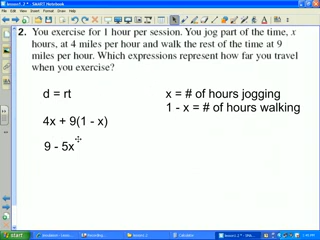 2. You exercise for 1 hour per session. You jog part of the time, x
hours, at 4 miles per hour and walk the rest of the time at 9
miles per hour. Which expressions represent how far you travel
when you exercise?
d = rt
x = # of hours jogging
1 - x = # of hours walking
4x + 9(1 - x)
9 - 5x
start